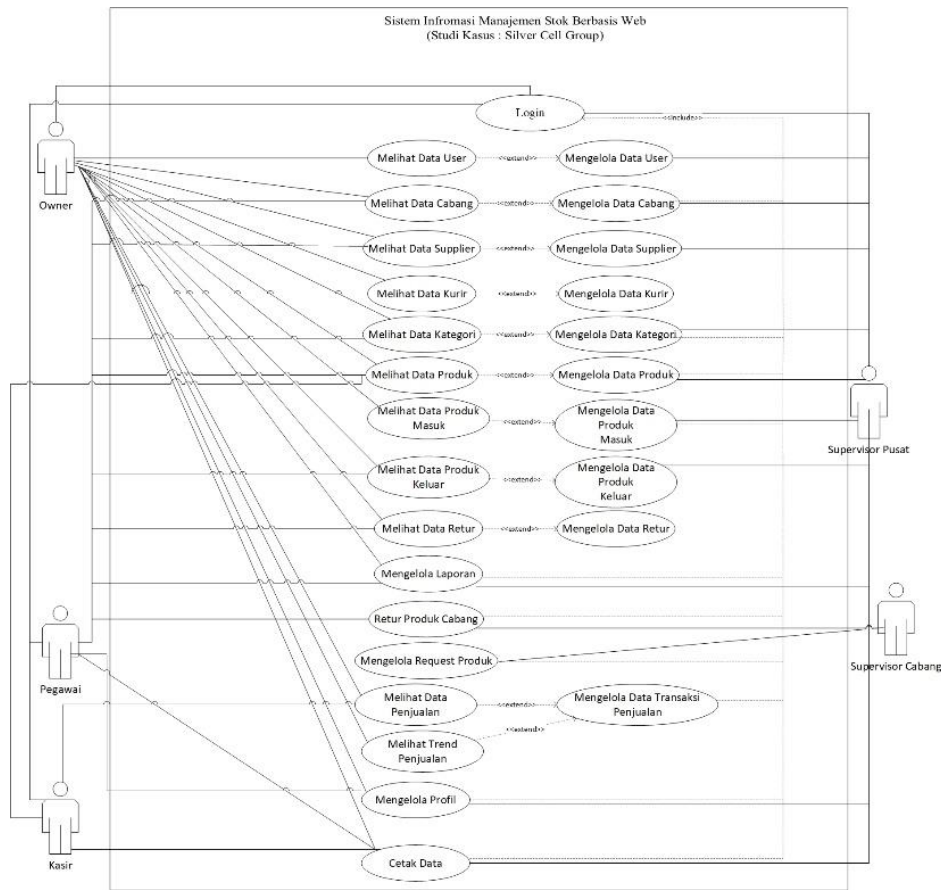 Sistem Infromasi Manajemen Stok Berbasis Web
(Studi Kasus : Silver Cell Group)
Login
<<include>>
Owner
Melihat Data User
<<extend>>
Mengelola Data User
Melihat Data Cabang
<<extend>>
Mengelola Data Cabang
Melihat Data Supplier
<<extend>>
Mengelola Data Supplier
Melihat Data Kurir
<<extend>>
Mengelola Data Kurir
Melihat Data Kategori
<<extend>>
Mengelola Data Kategori
Melihat Data Produk
<<extend>>
Mengelola Data Produk
Melihat Data Produk
Masuk
<<extend>>
Mengelola Data
Produk
Masuk
Supervisor Pusat
Melihat Data Produk
Keluar
<<extend>>
Mengelola Data
Produk
Keluar
Melihat Data Retur
<<extend>>
Mengelola Data Retur
Mengelola Laporan
Retur Produk Cabang
Mengelola Request Produk
Supervisor Cabang
Pegawai
Melihat Data
Penjualan
<<extend>>
Mengelola Data Transaksi
Penjualan
Melihat Trend
Penjualan
<<extend>>
Mengelola Profil
Kasir
Cetak Data